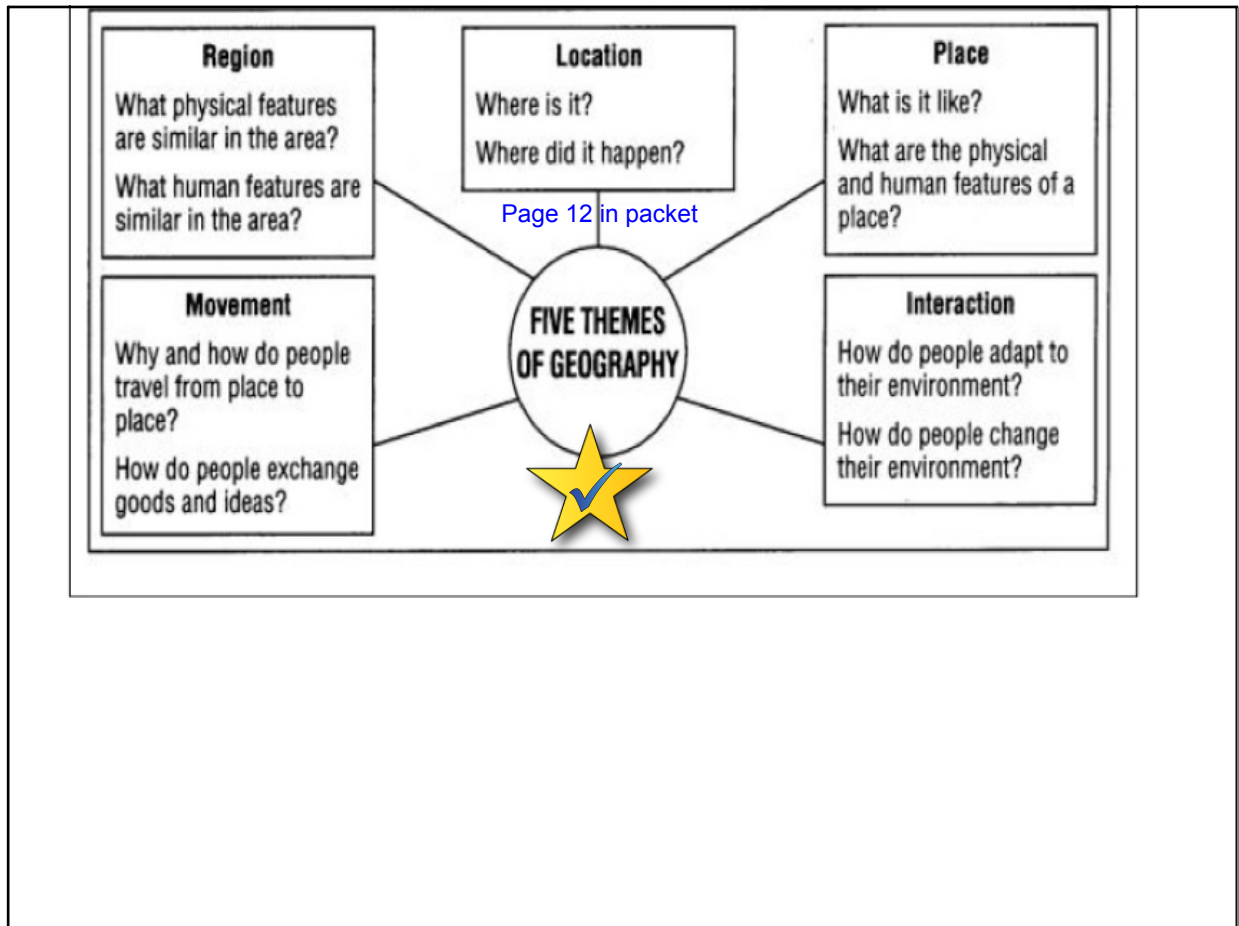 Region
What physical features
are similar in the area?
What human features are
similar in the area?
Location
Where is it?
Where did it happen?
Place
What is it like?
What are the physical
and human features of a
place?
Page 12 in packet
Movement
Why and how do people
travel from place to
place?
How do people exchange
goods and ideas?
FIVE THEMES
OF GEOGRAPHY
Interaction
How do people adapt to
their environment?
How do people change
their environment?